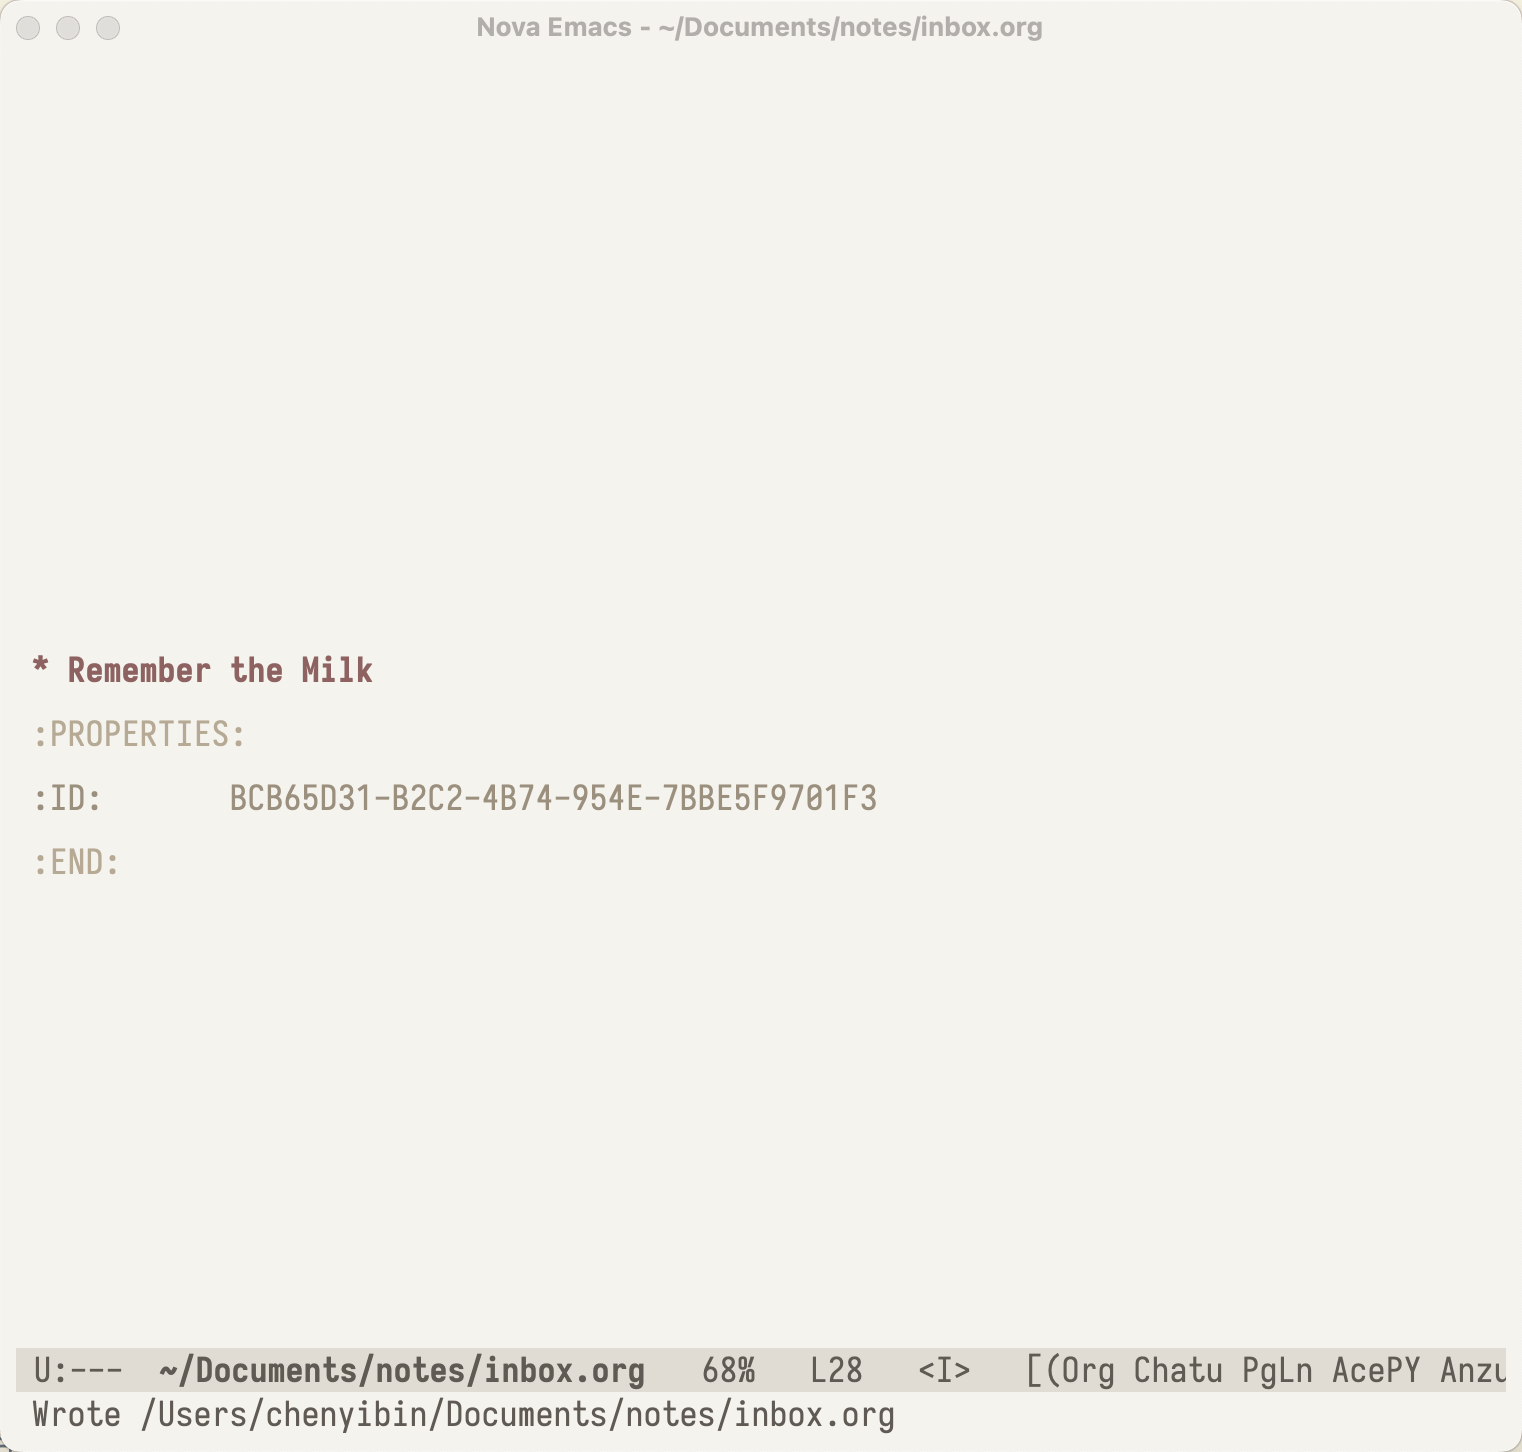 Nova Emacs - ~/Documents/notes/inbox.org
* Remember the Milk
:PROPERTIES:
:ID:       BCB65D31-B2C2-4B74-954E-7BBE5F9701F3
:END:
U:---  ~/Documents/notes/inbox.org   68%   L28   <I>   [(Org Chatu PgLn AcePY Anzu
Wrote /Users/chenyibin/Documents/notes/inbox.org